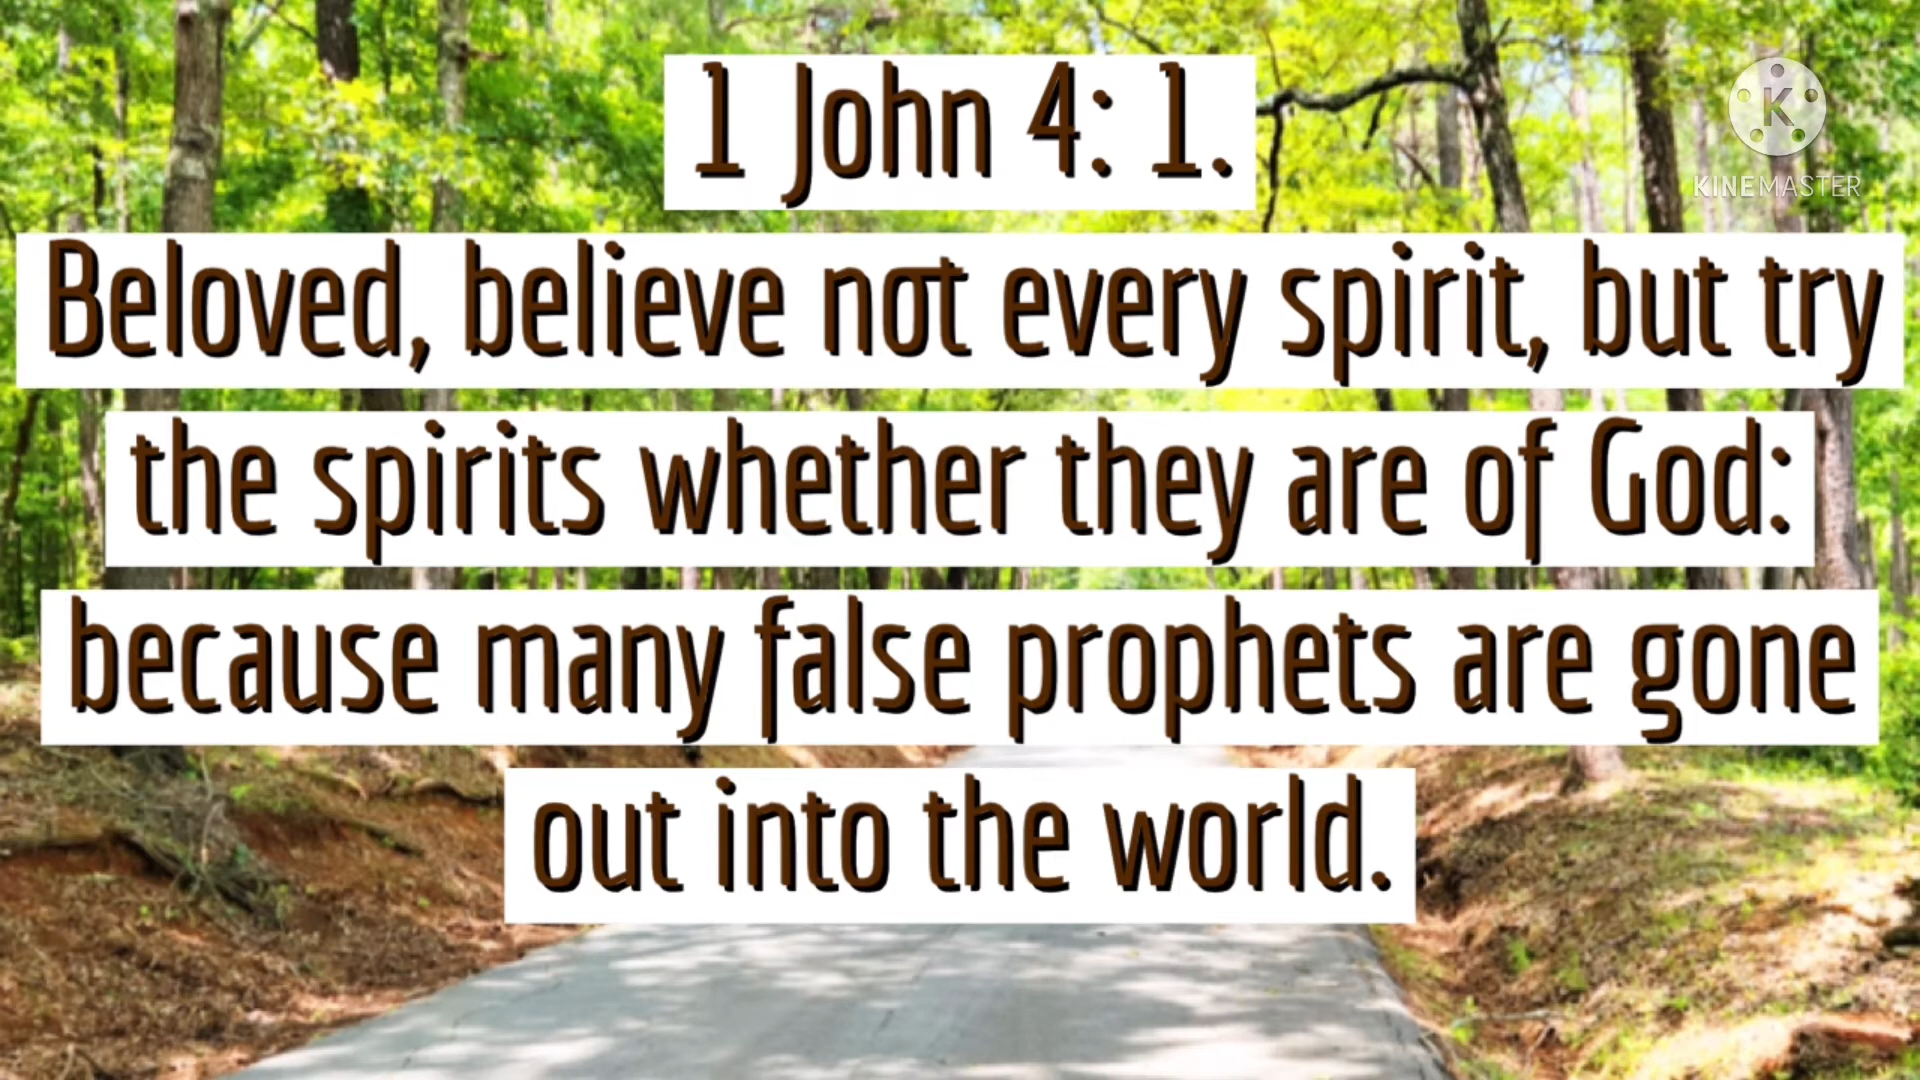 1 John 4: 1.
K
KINEMASTER
Beloved, believe not every spirit, but try
the spirits whether they are of God:
because many false prophets are gone
out into the world.